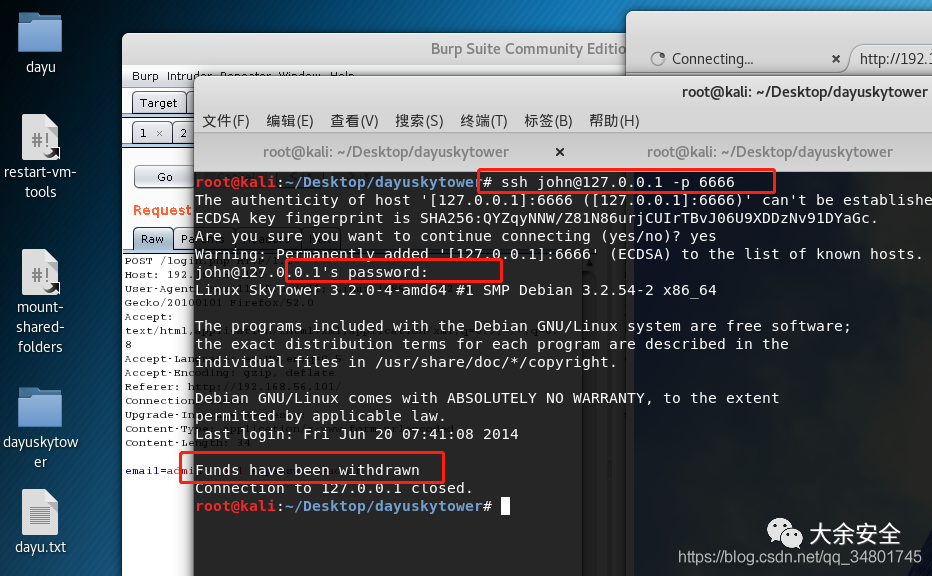 dayu
restart-vm-
tools
mount-
shared-
folders
dayuskytow
er
dayu.txt
Burp Suite Community Editio
Burp Intruder Repeater Window Help
Target
1 × 2
Go
Request
Raw
POST /login
Host: 192.
User-Agent
Gecko/20100101 Firefox/52.0
Accept:
8
Accept-Lan
Accept-Encoding: gzip, deflate
Referer: http://192.168.56.101/
Connection
Upgrade-In
Content-Ty
Content-Length: 34
email=adm
Connecting... × http://192.1
root@kali: ~/Desktop/dayuskytower
文件(F) 编辑(E) 查看(V) 搜索(S) 终端(T) 标签(B) 帮助(H)
root@kali: ~/Desktop/dayuskytower × root@kali: ~/Desktop/dayuskytower
root@kali:~/Desktop/dayuskytower# ssh john@127.0.0.1 -p 6666
The authenticity of host '[127.0.0.1]:6666 ([127.0.0.1]:6666)' can't be establishe
ECDSA key fingerprint is SHA256:QYZqyNNW/Z81N86urjCUIrTBvJ06U9XDDzNv91DYaGc.
Are you sure you want to continue connecting (yes/no)? yes
Warning: Permanently added '[127.0.0.1]:6666' (ECDSA) to the list of known hosts.
john@127.0.0.1's password:
Linux SkyTower 3.2.0-4-amd64 #1 SMP Debian 3.2.54-2 x86_64
The programs included with the Debian GNU/Linux system are free software;
the exact distribution terms for each program are described in the
individual files in /usr/share/doc/*/copyright.
Debian GNU/Linux comes with ABSOLUTELY NO WARRANTY, to the extent
permitted by applicable law.
Last login: Fri Jun 20 07:41:08 2014
Funds have been withdrawn
Connection to 127.0.0.1 closed.
root@kali:~/Desktop/dayuskytower#
大余安全
https://blog.csdn.net/qq_34801745